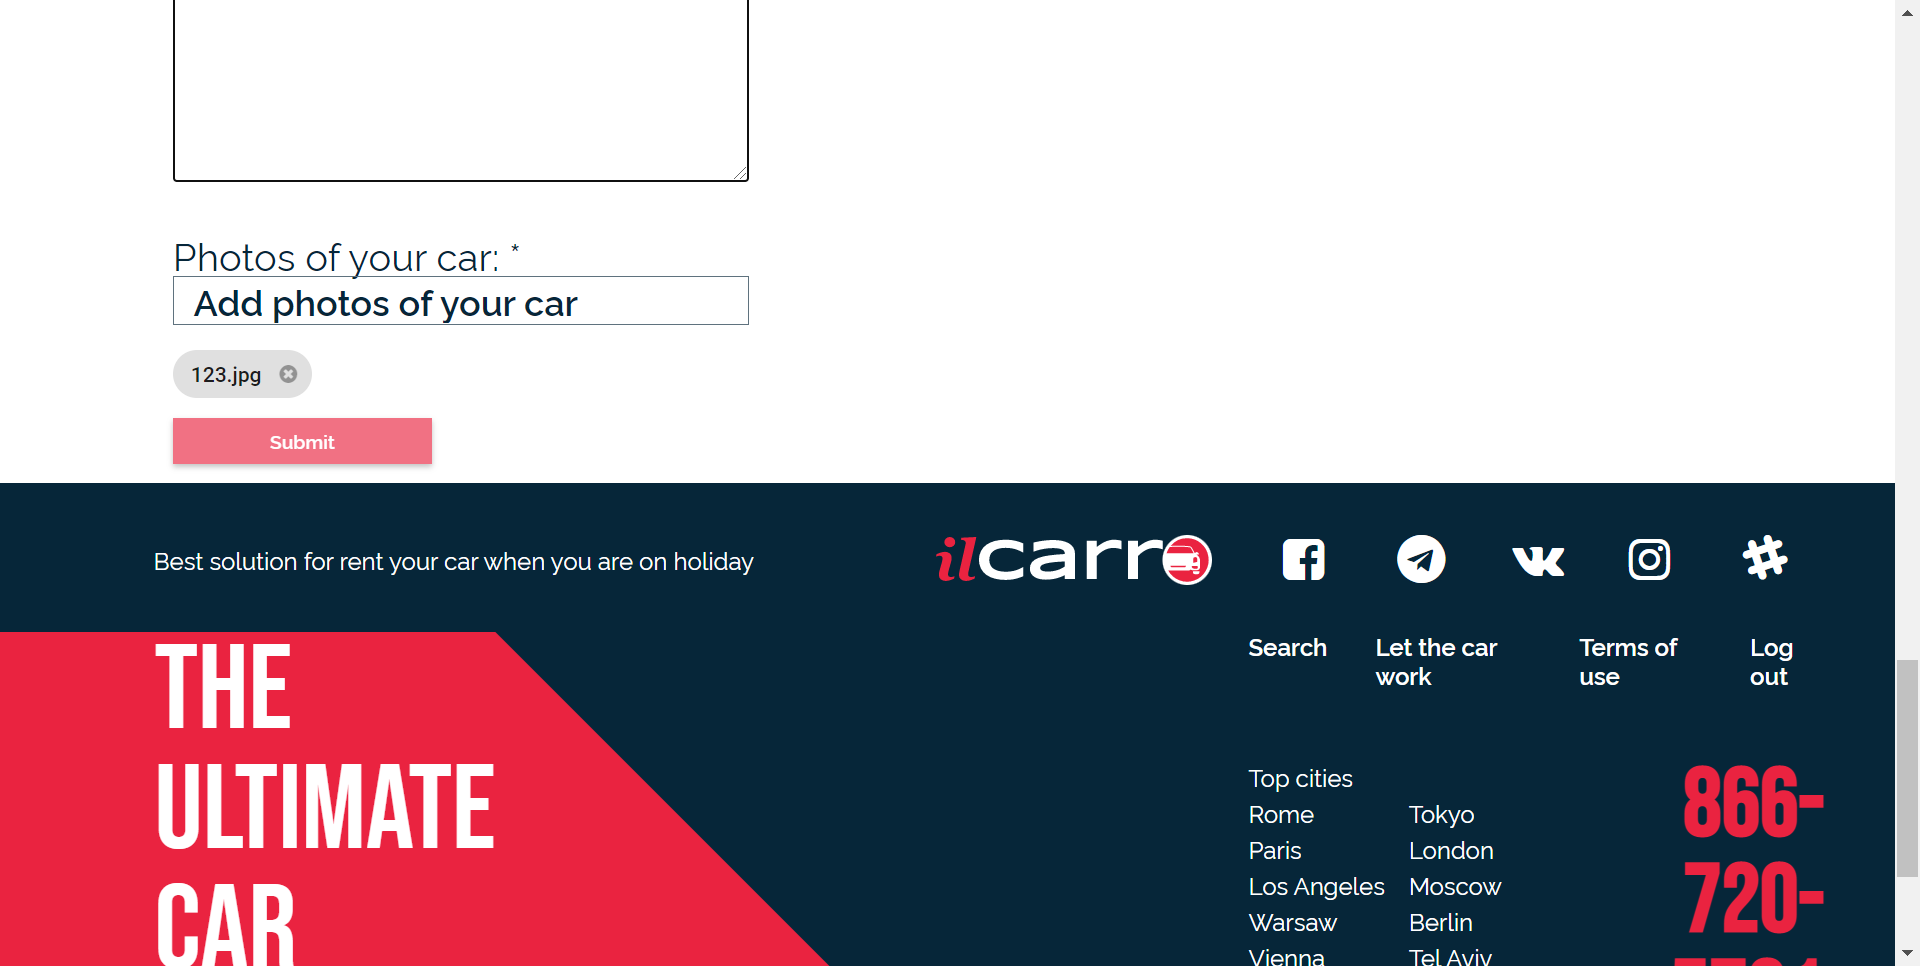 Photos of your car: *
Add photos of your car
123.jpg
Submit
Best solution for rent your car when you are on holiday
ilcarro
Search
Let the car
work
Terms of
use
Log
out
THE
ULTIMATE
CAR
Top cities
Rome
Tokyo
Paris
London
Los Angeles
Moscow
Warsaw
Berlin
Vienna
Tel Aviv
866-
720-